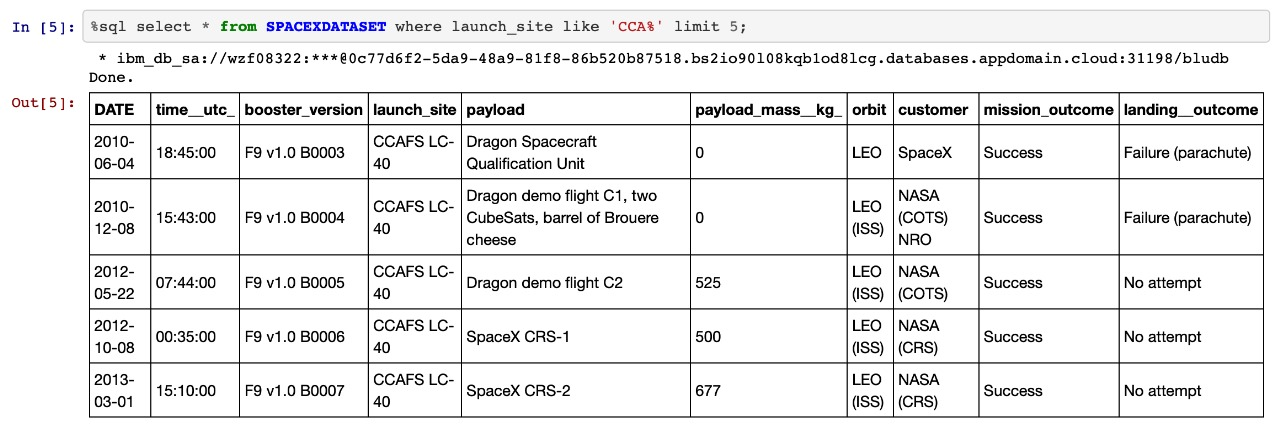 In [5]: %sql select * from SPACEXDATASET where launch_site like 'CCA%' limit 5;
* ibm_db_sa://wzf08322:***@0c77d6f2-5da9-48a9-81f8-86b520b87518.bs2io90l08kqb1od8lcg.databases.appdomain.cloud:31198/bludb
Done.
Out[5]:
DATE time__utc_ booster_version launch_site payload payload_mass__kg_ orbit customer mission_outcome landing__outcome
2010-06-04 18:45:00 F9 v1.0 B0003 CCAFS LC-40 Dragon Spacecraft Qualification Unit 0 LEO SpaceX Success Failure (parachute)
2010-12-08 15:43:00 F9 v1.0 B0004 CCAFS LC-40 Dragon demo flight C1, two CubeSats, barrel of Brouere cheese 0 LEO (ISS) NASA (COTS) NRO Success Failure (parachute)
2012-05-22 07:44:00 F9 v1.0 B0005 CCAFS LC-40 Dragon demo flight C2 525 LEO (ISS) NASA (COTS) Success No attempt
2012-10-08 00:35:00 F9 v1.0 B0006 CCAFS LC-40 SpaceX CRS-1 500 LEO (ISS) NASA (CRS) Success No attempt
2013-03-01 15:10:00 F9 v1.0 B0007 CCAFS LC-40 SpaceX CRS-2 677 LEO (ISS) NASA (CRS) Success No attempt